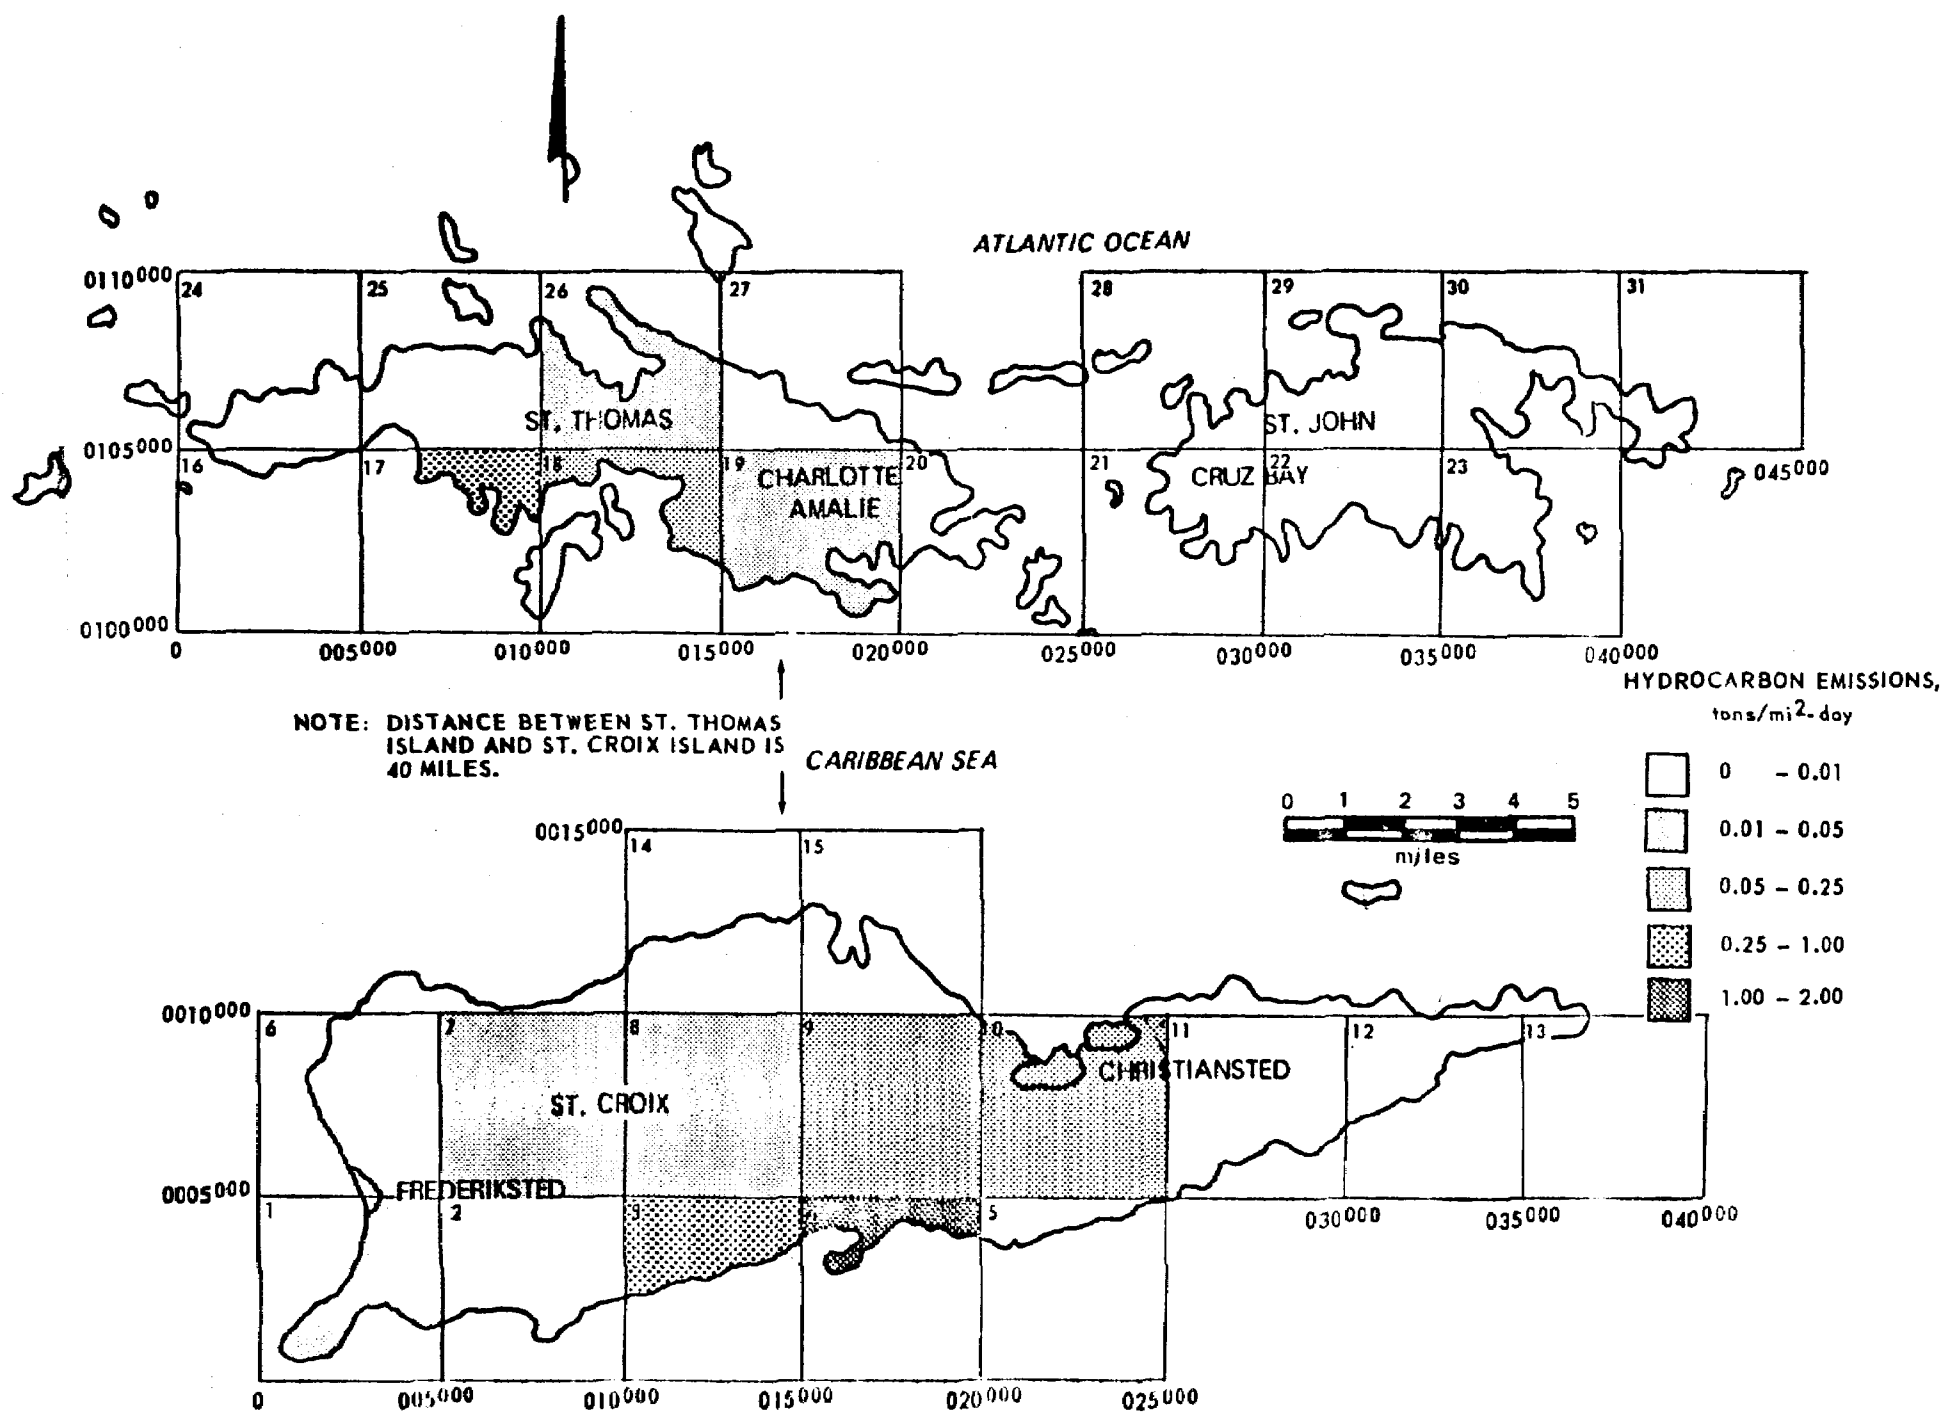 ATLANTIC OCEAN
0110000
24
25
26
27
28
29
30
31
ST. THOMAS
ST. JOHN
0105000
16
17
18
19
20
21
22
23
045000
CHARLOTTE
AMALIE
CRUZ BAY
0100000
0
005000
010000
015000
020000
025000
030000
035000
040000
NOTE: DISTANCE BETWEEN ST. THOMAS
ISLAND AND ST. CROIX ISLAND IS
40 MILES.
CARIBBEAN SEA
HYDROCARBON EMISSIONS,
tons/mi2-day
0 - 0.01
0.01 - 0.05
0.05 - 0.25
0.25 - 1.00
1.00 - 2.00
0 1 2 3 4 5
miles
0015000
14
15
0010000
6
7
8
9
10
11
12
13
CHRISTIANSTED
ST. CROIX
FREDERIKSTED
0005000
1
2
3
5
030000
035000
040000
0
005000
010000
015000
020000
025000